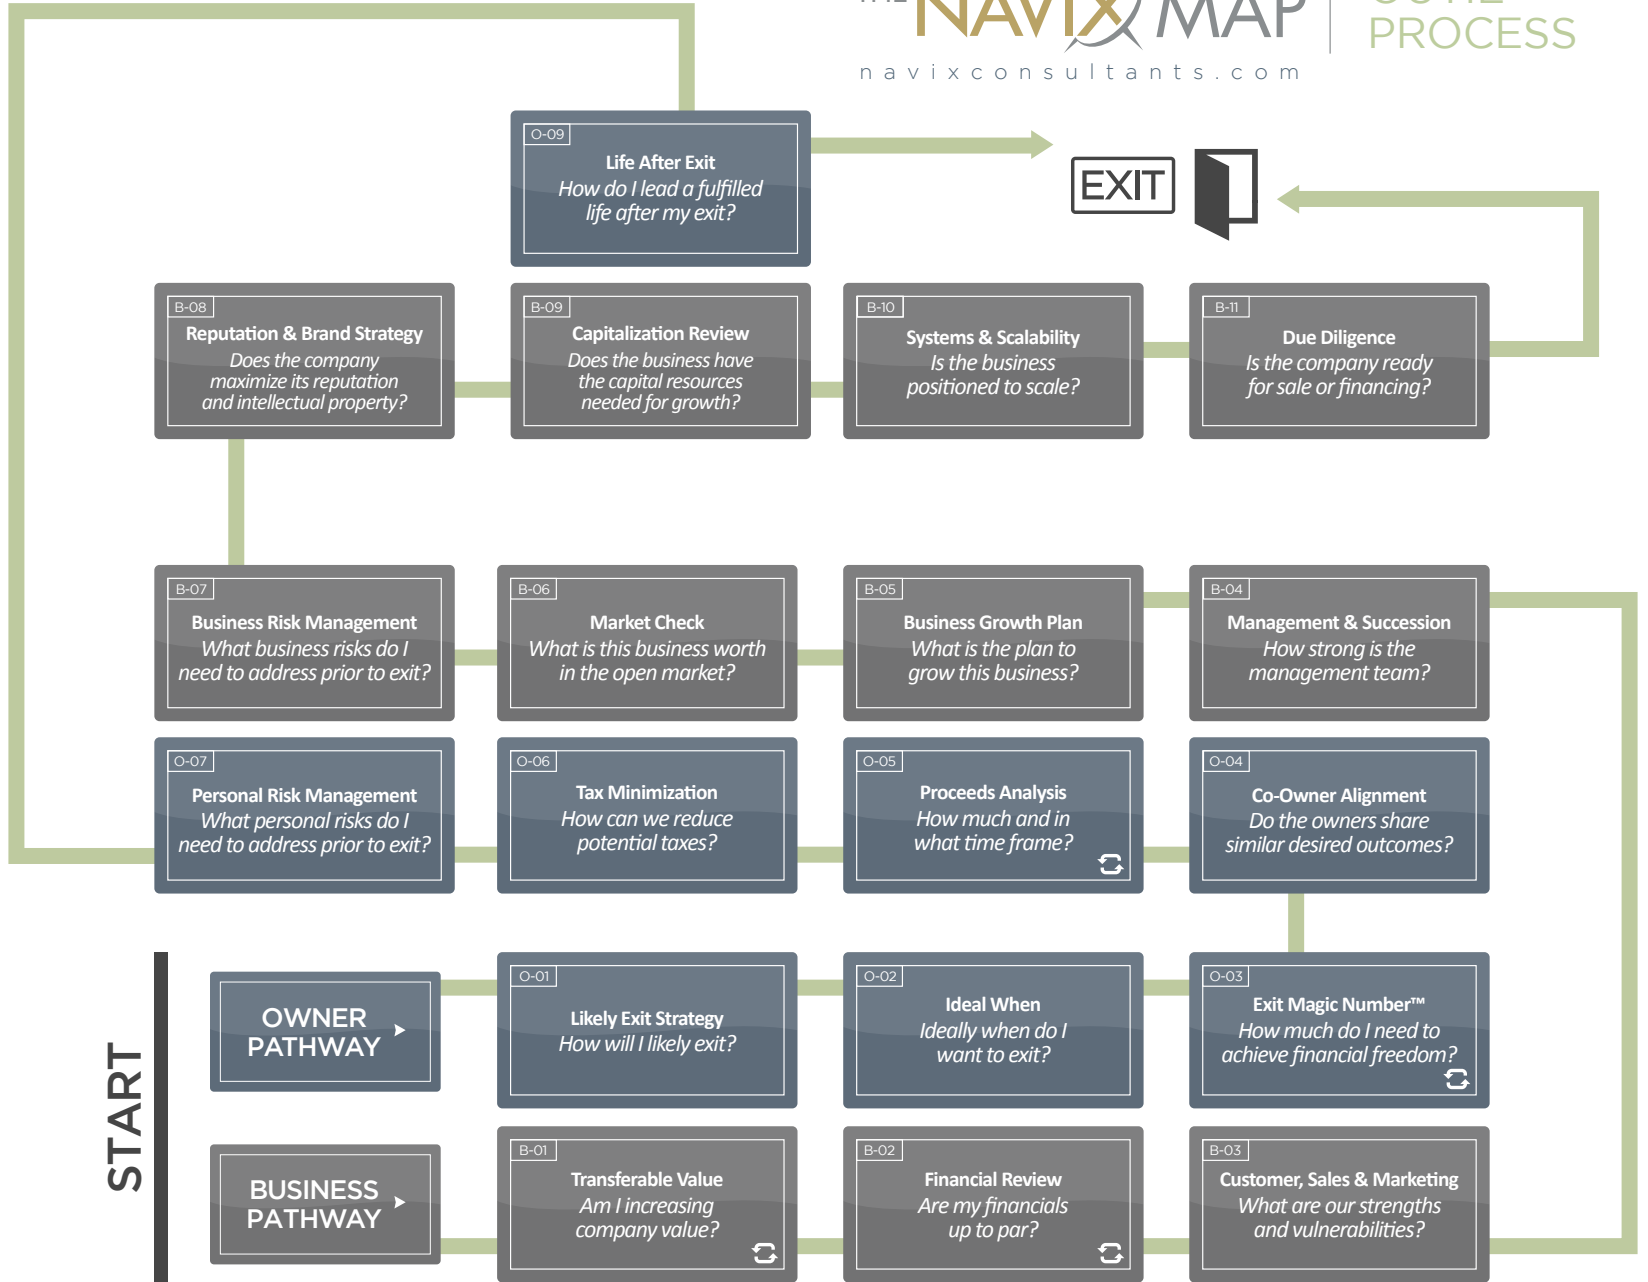 NAVIX MAP
PROCESS
navixconsultants.com
O-09
Life After Exit
How do I lead a fulfilled
life after my exit?
EXIT
B-08
Reputation & Brand Strategy
Does the company
maximize its reputation
and intellectual property?
B-09
Capitalization Review
Does the business have
the capital resources
needed for growth?
B-10
Systems & Scalability
Is the business
positioned to scale?
B-11
Due Diligence
Is the company ready
for sale or financing?
B-07
Business Risk Management
What business risks do I
need to address prior to exit?
B-06
Market Check
What is this business worth
in the open market?
B-05
Business Growth Plan
What is the plan to
grow this business?
B-04
Management & Succession
How strong is the
management team?
O-07
Personal Risk Management
What personal risks do I
need to address prior to exit?
O-06
Tax Minimization
How can we reduce
potential taxes?
O-05
Proceeds Analysis
How much and in
what time frame?
O-04
Co-Owner Alignment
Do the owners share
similar desired outcomes?
START
OWNER
PATHWAY
O-01
Likely Exit Strategy
How will I likely exit?
O-02
Ideal When
Ideally when do I
want to exit?
O-03
Exit Magic Number™
How much do I need to
achieve financial freedom?
BUSINESS
PATHWAY
B-01
Transferable Value
Am I increasing
company value?
B-02
Financial Review
Are my financials
up to par?
B-03
Customer, Sales & Marketing
What are our strengths
and vulnerabilities?